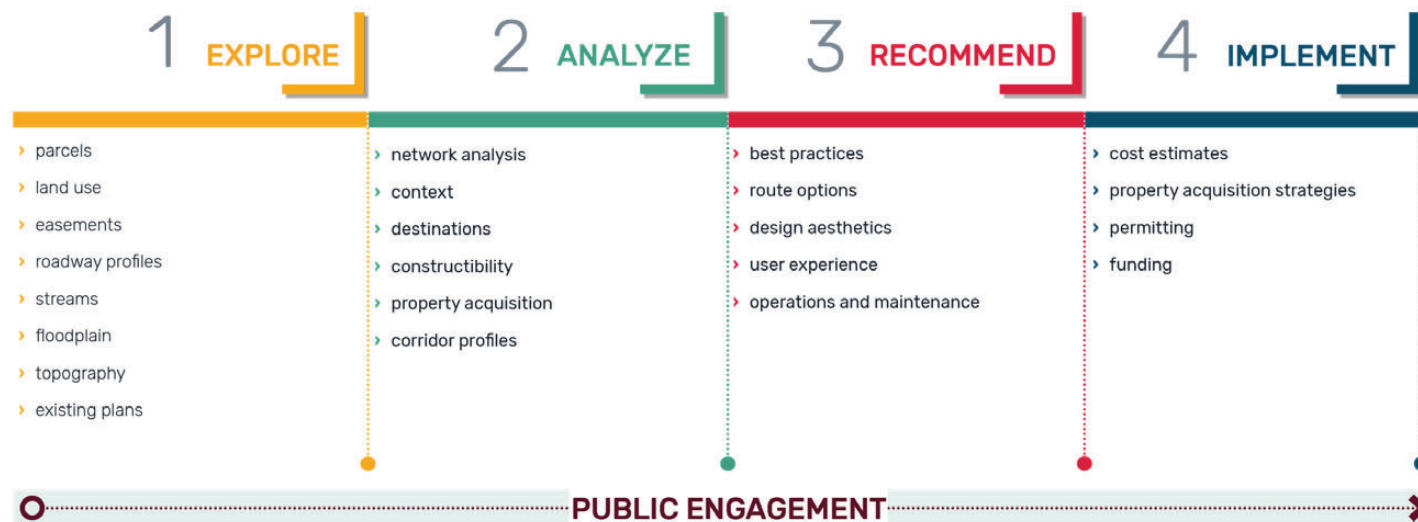 1 EXPLORE
parcels
land use
easements
roadway profiles
streams
floodplain
topography
existing plans
2 ANALYZE
network analysis
context
destinations
constructibility
property acquisition
corridor profiles
3 RECOMMEND
best practices
route options
design aesthetics
user experience
operations and maintenance
4 IMPLEMENT
cost estimates
property acquisition strategies
permitting
funding
PUBLIC ENGAGEMENT